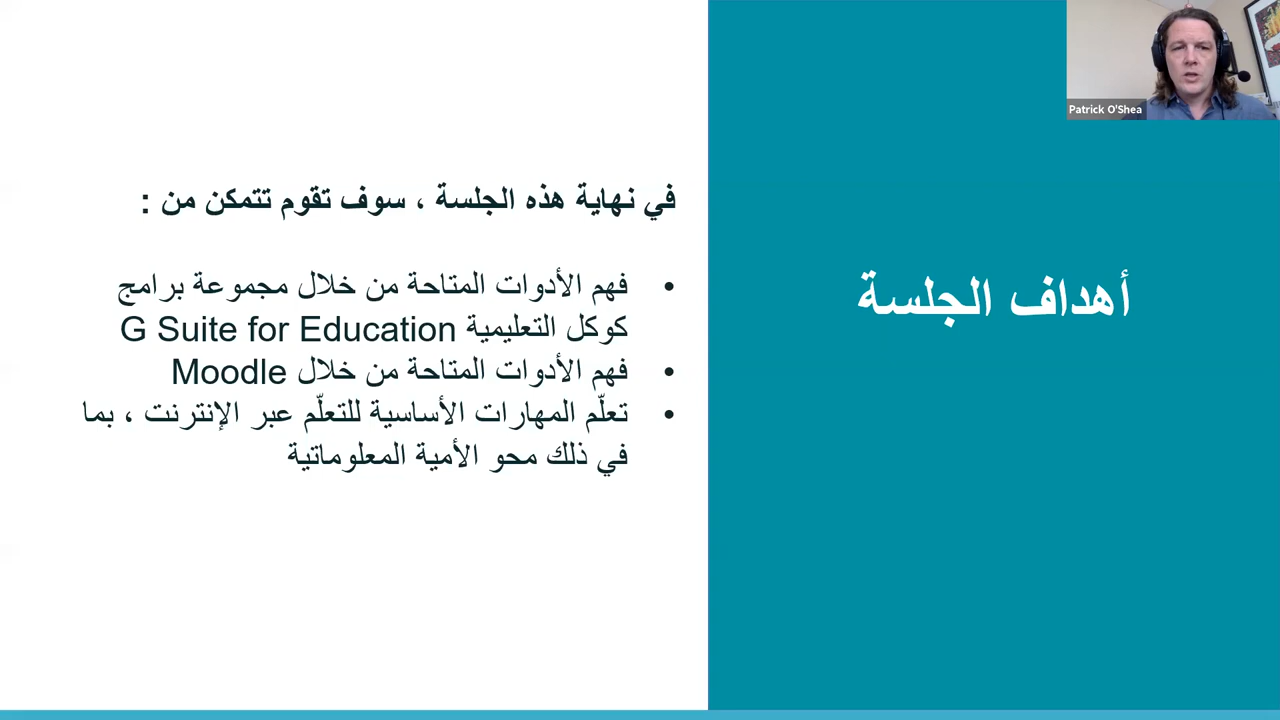 Patrick O'Shea
أهداف الجلسة
في نهاية هذه الجلسة ، سوف تقوم تتمكن من :
• فهم الأدوات المتاحة من خلال مجموعة برامج
كوكل التعليمية G Suite for Education
• فهم الأدوات المتاحة من خلال Moodle
• تعلّم المهارات الأساسية للتعلّم عبر الإنترنت ، بما
في ذلك محو الأمية المعلوماتية